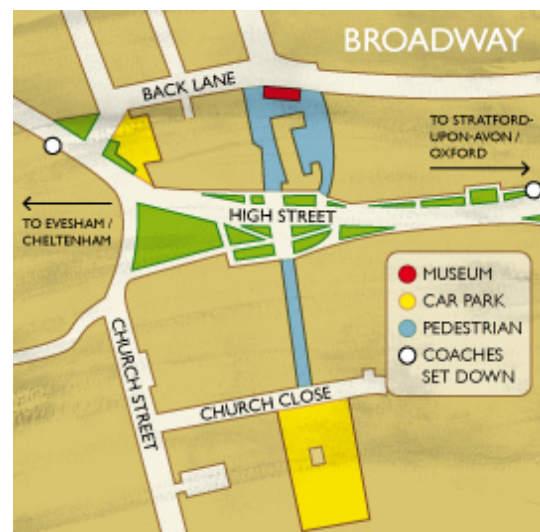 BROADWAY
BACK LANE
TO STRATFORD-
UPON-AVON /
OXFORD
HIGH STREET
TO EVESHAM /
CHELTENHAM
MUSEUM
CAR PARK
PEDESTRIAN
COACHES
SET DOWN
CHURCH STREET
CHURCH CLOSE